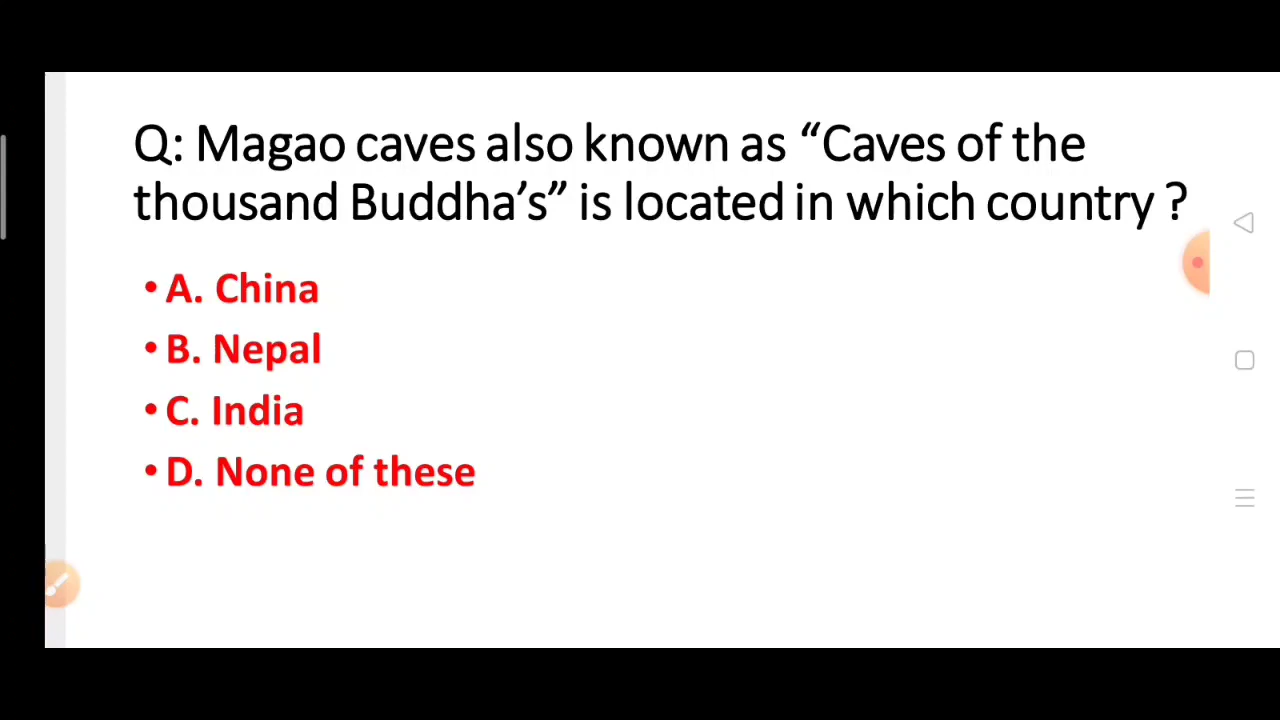 Q: Magao caves also known as “Caves of the
thousand Buddha’s” is located in which country ?
• A. China
• B. Nepal
• C. India
• D. None of these